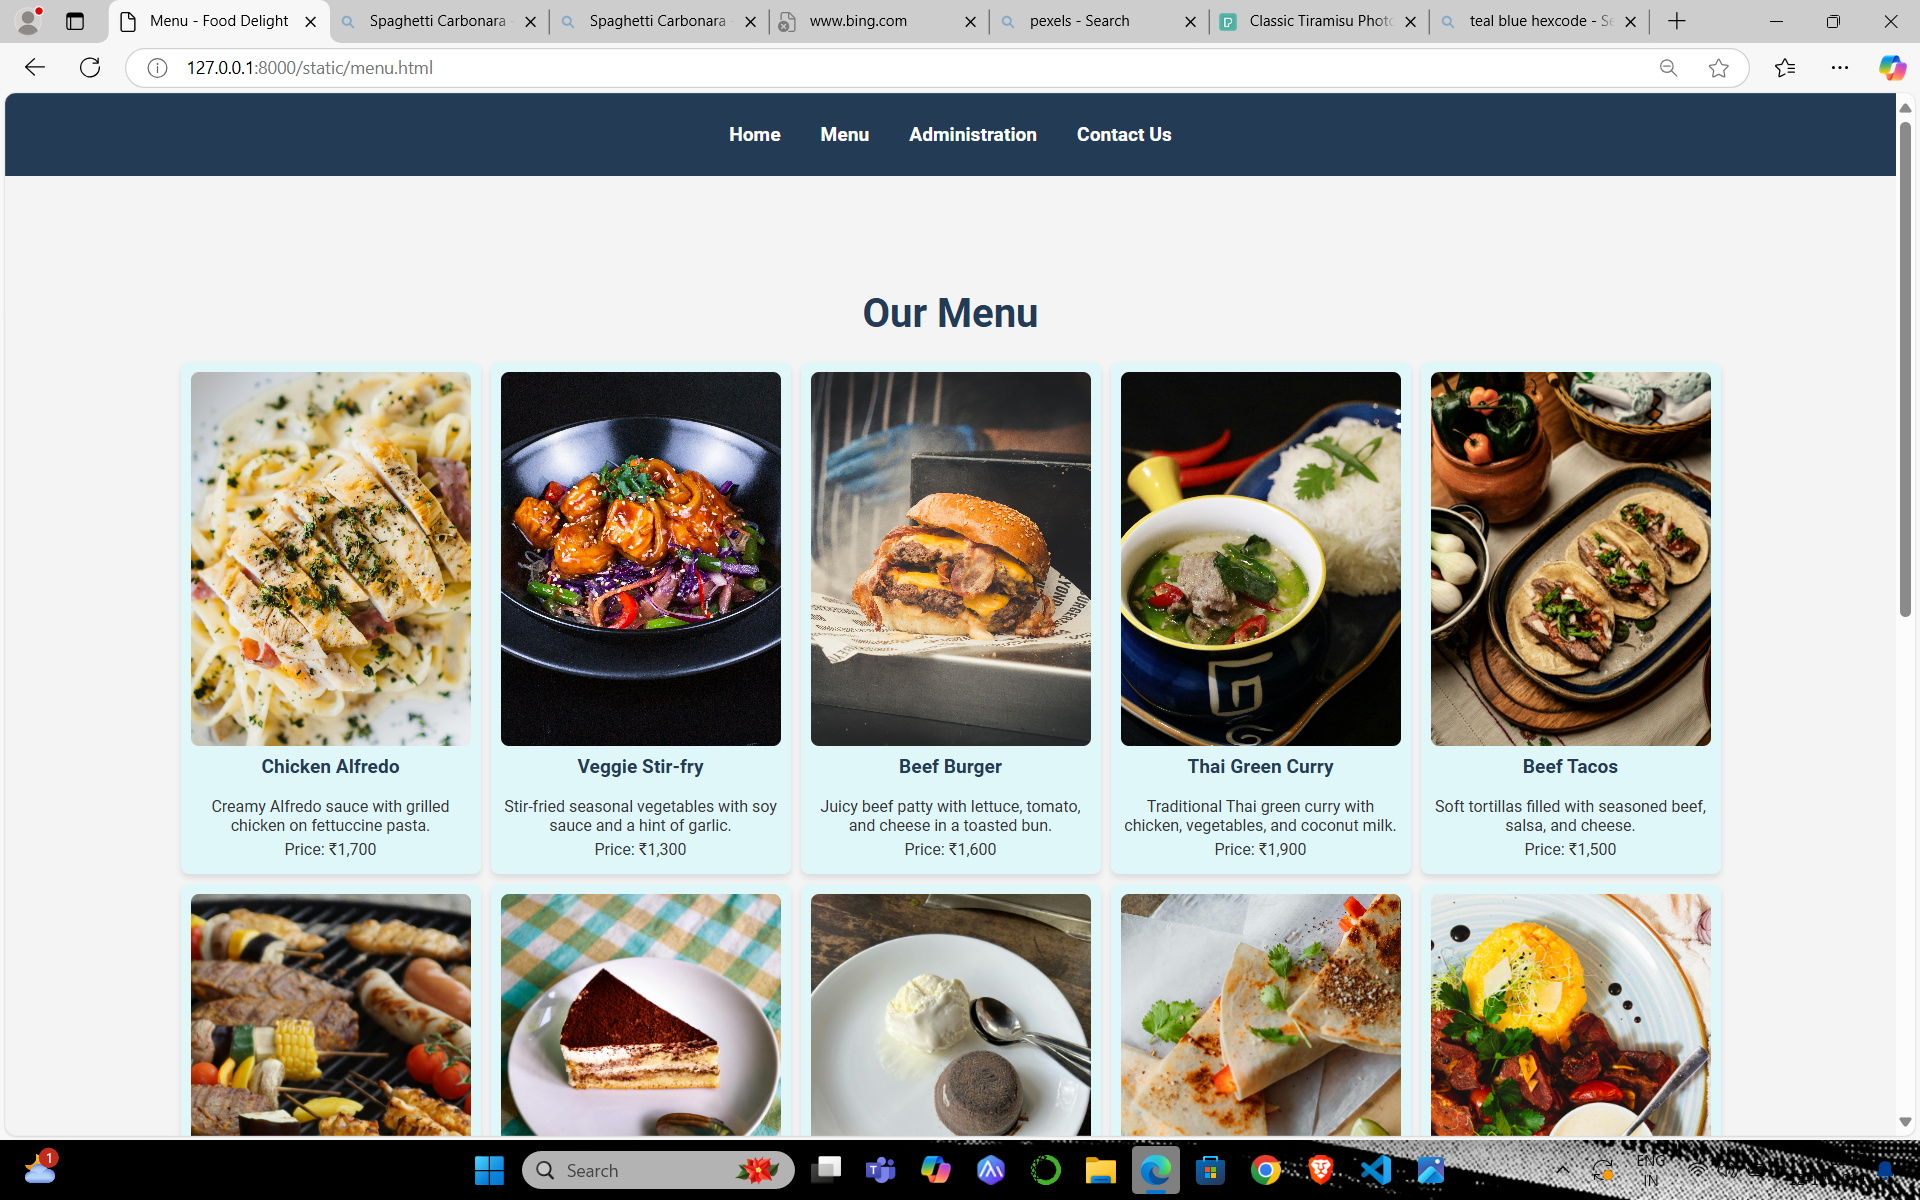 Menu - Food Delight
Spaghetti Carbonara
Spaghetti Carbonara
www.bing.com
pexels - Search
Classic Tiramisu Phot
teal blue hexcode - S
127.0.0.1:8000/static/menu.html
Home Menu Administration Contact Us
Our Menu
Chicken Alfredo
Creamy Alfredo sauce with grilled
chicken on fettuccine pasta.
Price: ₹1,700
Veggie Stir-fry
Stir-fried seasonal vegetables with soy
sauce and a hint of garlic.
Price: ₹1,300
Beef Burger
Juicy beef patty with lettuce, tomato,
and cheese in a toasted bun.
Price: ₹1,600
Thai Green Curry
Traditional Thai green curry with
chicken, vegetables, and coconut milk.
Price: ₹1,900
Beef Tacos
Soft tortillas filled with seasoned beef,
salsa, and cheese.
Price: ₹1,500
1
Search
ENG
IN